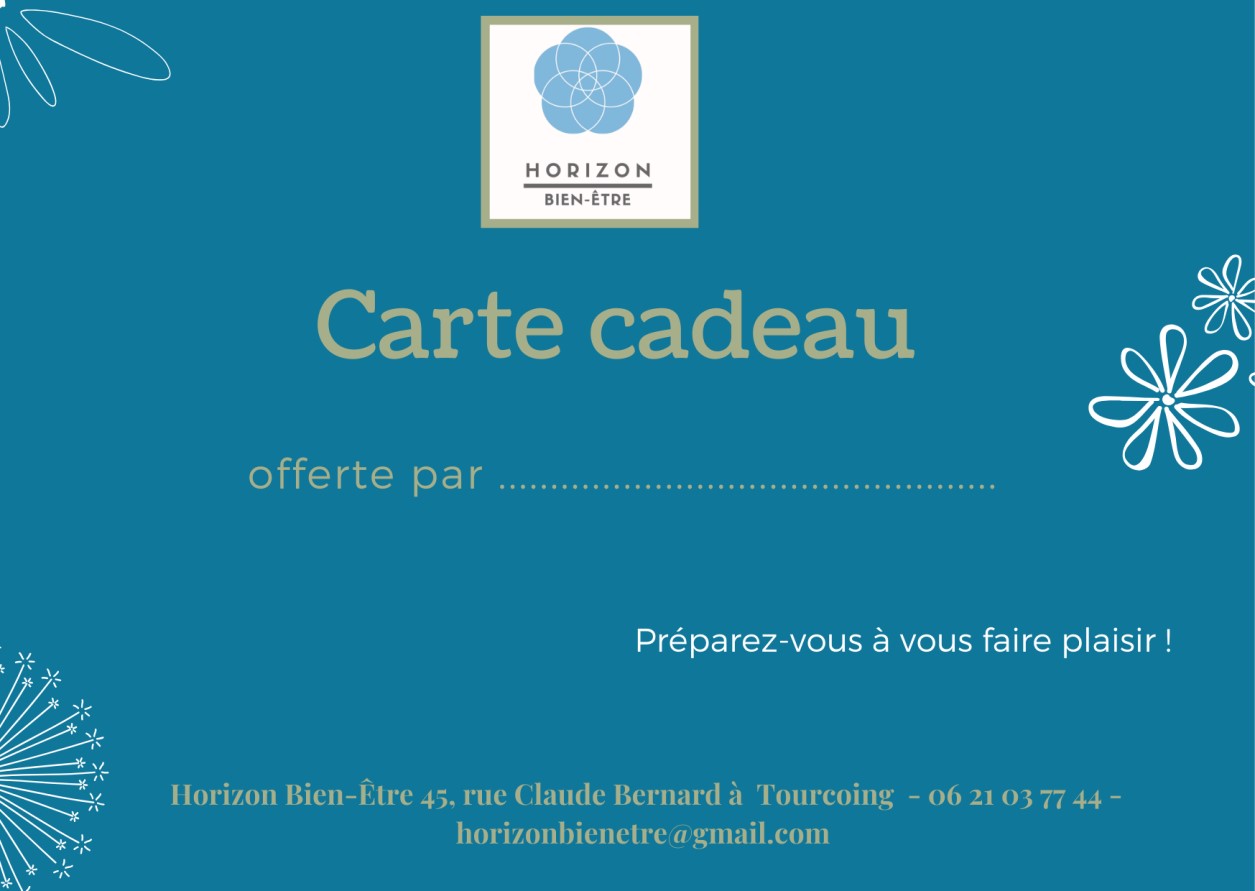 HORIZON
BIEN-ÊTRE
Carte cadeau
offerte par ................................................
Préparez-vous à vous faire plaisir !
Horizon Bien-Être 45, rue Claude Bernard à  Tourcoing  - 06 21 03 77 44 -
horizonbienetre@gmail.com